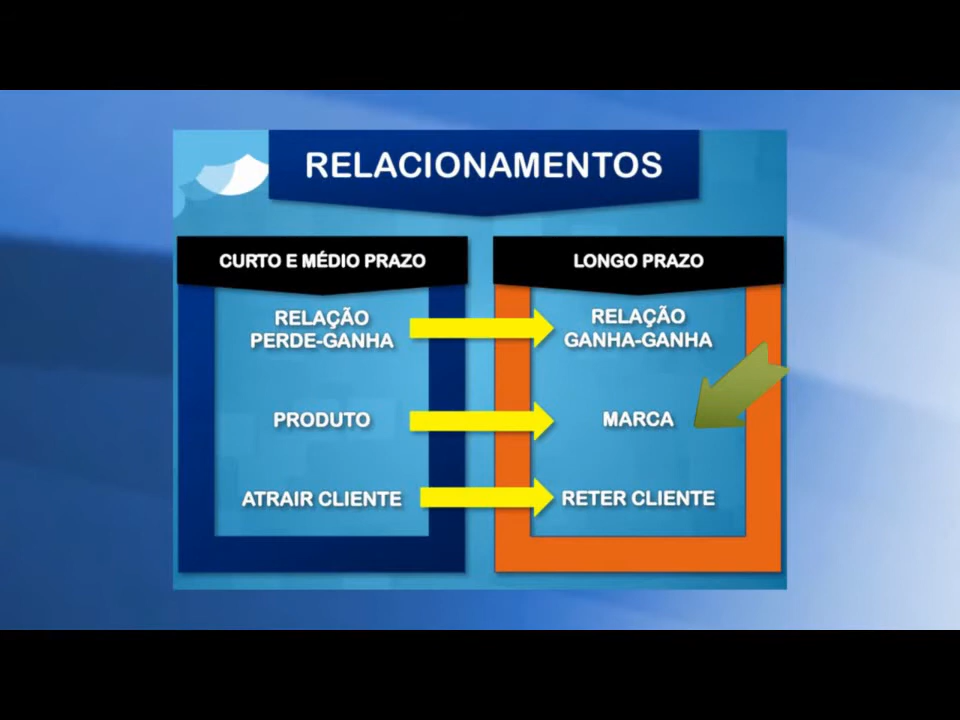 RELACIONAMENTOS
CURTO E MÉDIO PRAZO
RELAÇÃO
PERDE-GANHA
PRODUTO
ATRAIR CLIENTE
LONGO PRAZO
RELAÇÃO
GANHA-GANHA
MARCA
RETER CLIENTE